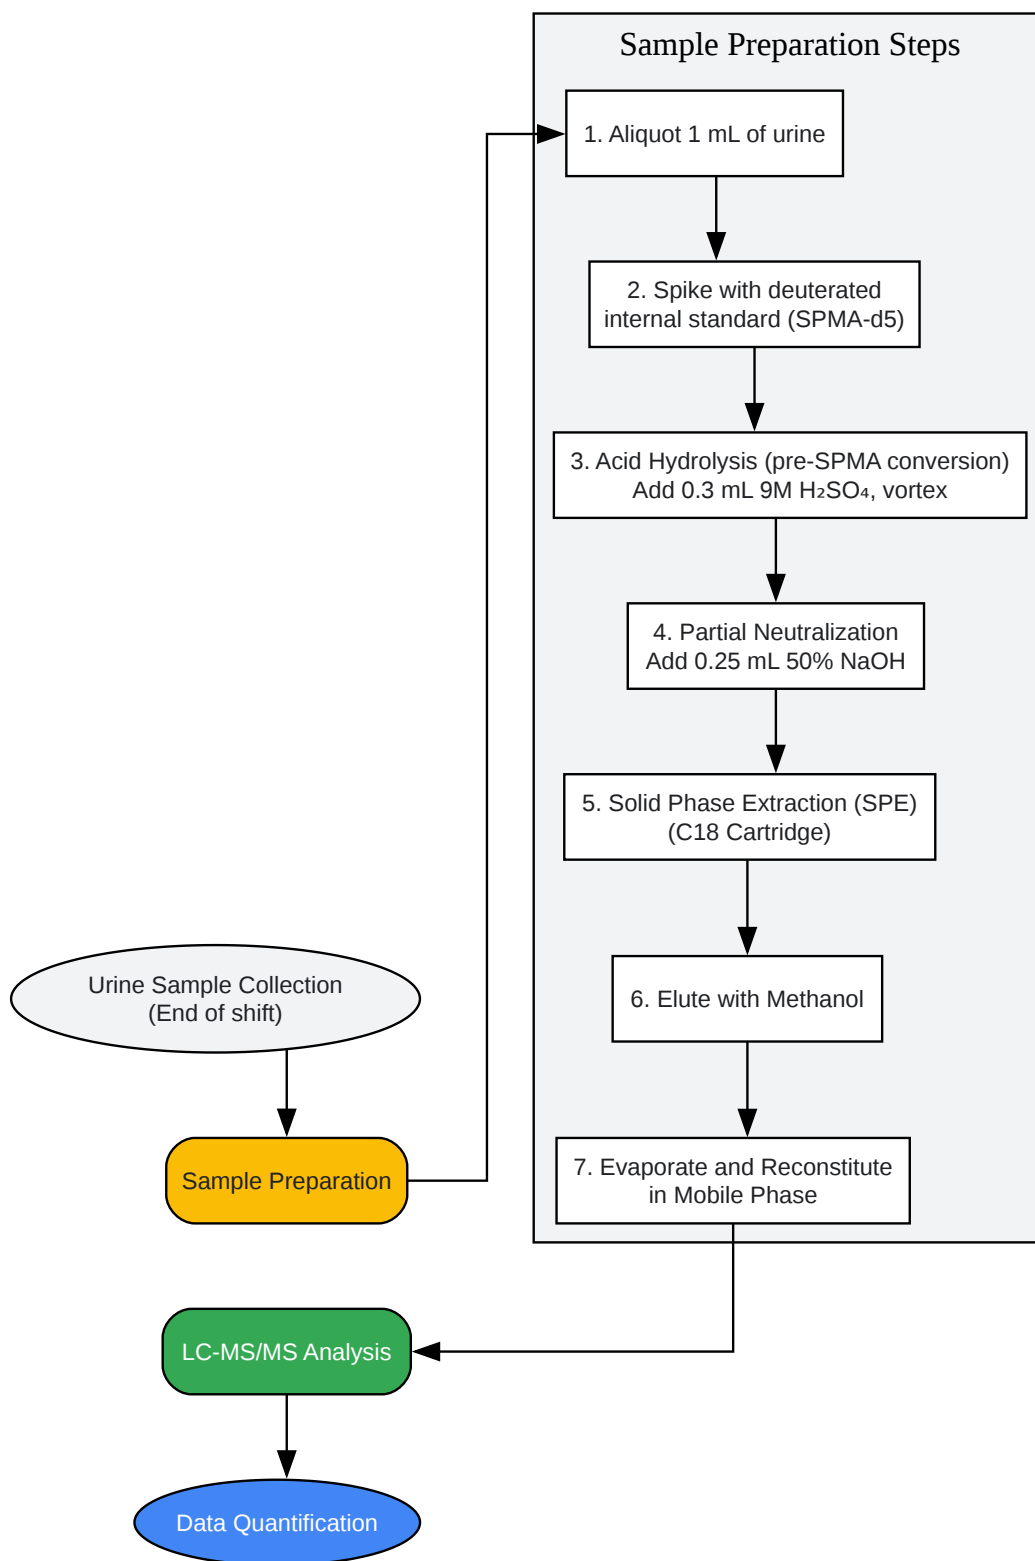 Sample Preparation Steps
1. Aliquot 1 mL of urine
2. Spike with deuterated
internal standard (SPMA-d5)
3. Acid Hydrolysis (pre-SPMA conversion)
Add 0.3 mL 9M H₂SO₄, vortex
4. Partial Neutralization
Add 0.25 mL 50% NaOH
5. Solid Phase Extraction (SPE)
(C18 Cartridge)
6. Elute with Methanol
7. Evaporate and Reconstitute
in Mobile Phase
Urine Sample Collection
(End of shift)
Sample Preparation
LC-MS/MS Analysis
Data Quantification